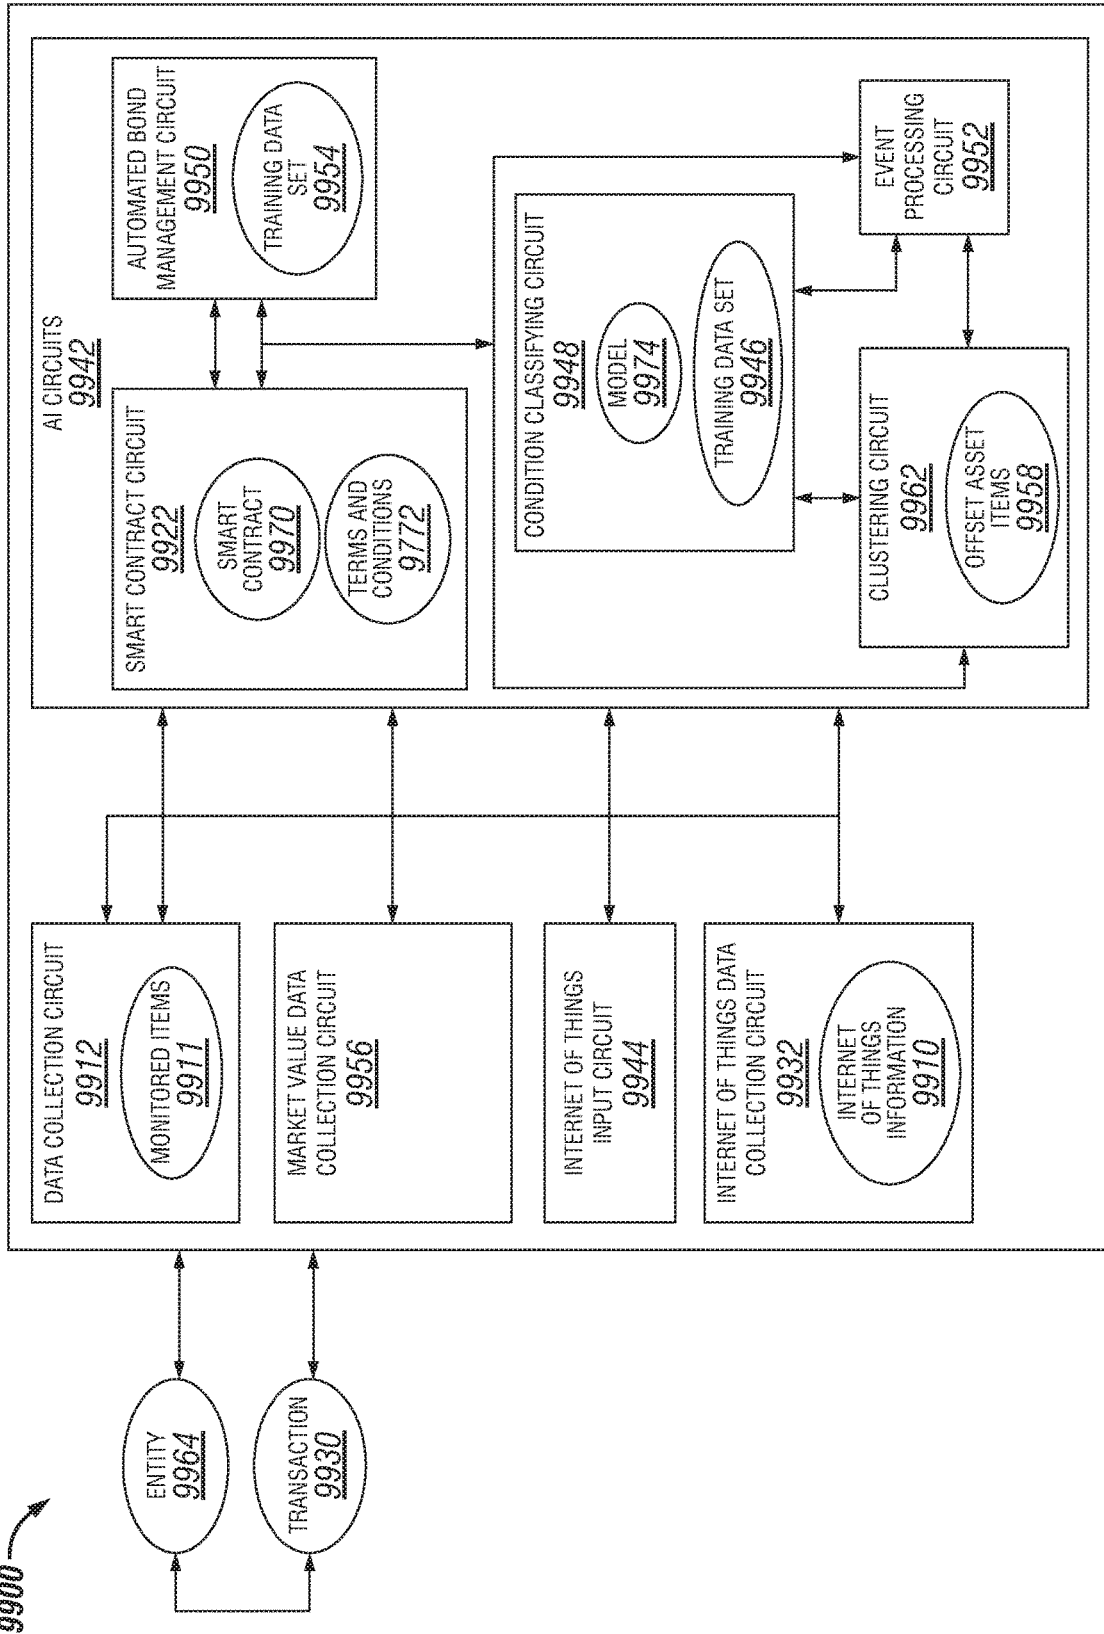 9900
ENTITY
9964
TRANSACTION
9930
DATA COLLECTION CIRCUIT
9912
MONITORED ITEMS
9911
MARKET VALUE DATA
COLLECTION CIRCUIT
9956
INTERNET OF THINGS
INPUT CIRCUIT
9944
INTERNET OF THINGS DATA
COLLECTION CIRCUIT
9932
INTERNET
OF THINGS
INFORMATION
9910
AI CIRCUITS
9942
SMART CONTRACT CIRCUIT
9922
SMART
CONTRACT
9970
TERMS AND
CONDITIONS
9772
AUTOMATED BOND
MANAGEMENT CIRCUIT
9950
TRAINING DATA
SET
9954
CONDITION CLASSIFYING CIRCUIT
9948
MODEL
9974
TRAINING DATA SET
9946
CLUSTERING CIRCUIT
9962
OFFSET ASSET
ITEMS
9958
EVENT
PROCESSING
CIRCUIT
9952